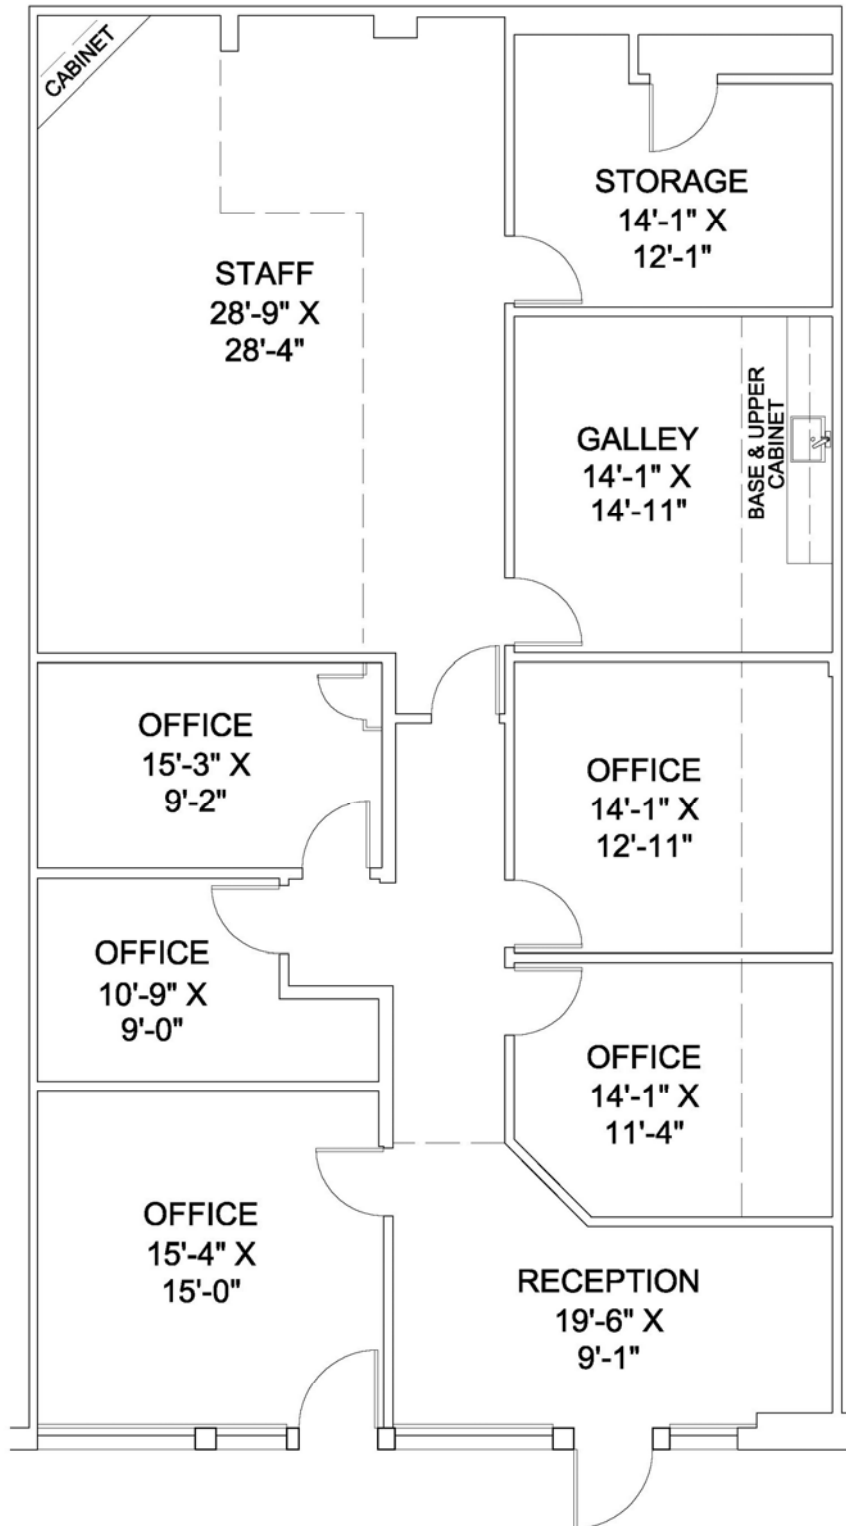 CABINET
STORAGE
14'-1" X
12'-1"
STAFF
28'-9" X
28'-4"
GALLEY
14'-1" X
14'-11"
BASE & UPPER
CABINET
OFFICE
15'-3" X
9'-2"
OFFICE
14'-1" X
12'-11"
OFFICE
10'-9" X
9'-0"
OFFICE
14'-1" X
11'-4"
OFFICE
15'-4" X
15'-0"
RECEPTION
19'-6" X
9'-1"